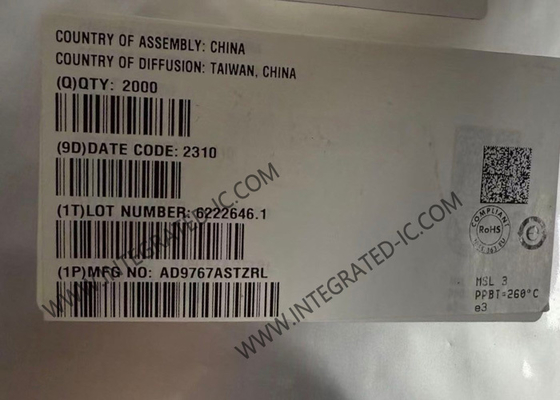 COUNTRY OF ASSEMBLY: CHINA
COUNTRY OF DIFFUSION: TAIWAN, CHINA
(Q)QTY: 2000
(9D)DATE CODE: 2310
(1T)LOT NUMBER: 6222646.1
(1P)MFG NO: AD9767ASTZRL
COMPLIANT
RoHS
MSL 3
PPBT=260°C
e3
WWW.INTEGRATED-IC.COM
WWW.INTEGRATED-IC.COM